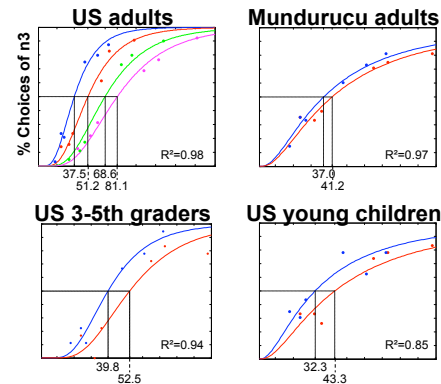 US adults
Mundurucu adults
% Choices of n3
R²=0.98
37.5 68.6
51.2 81.1
R²=0.97
37.0
41.2
US 3-5th graders
US young children
R²=0.94
39.8
52.5
R²=0.85
32.3
43.3